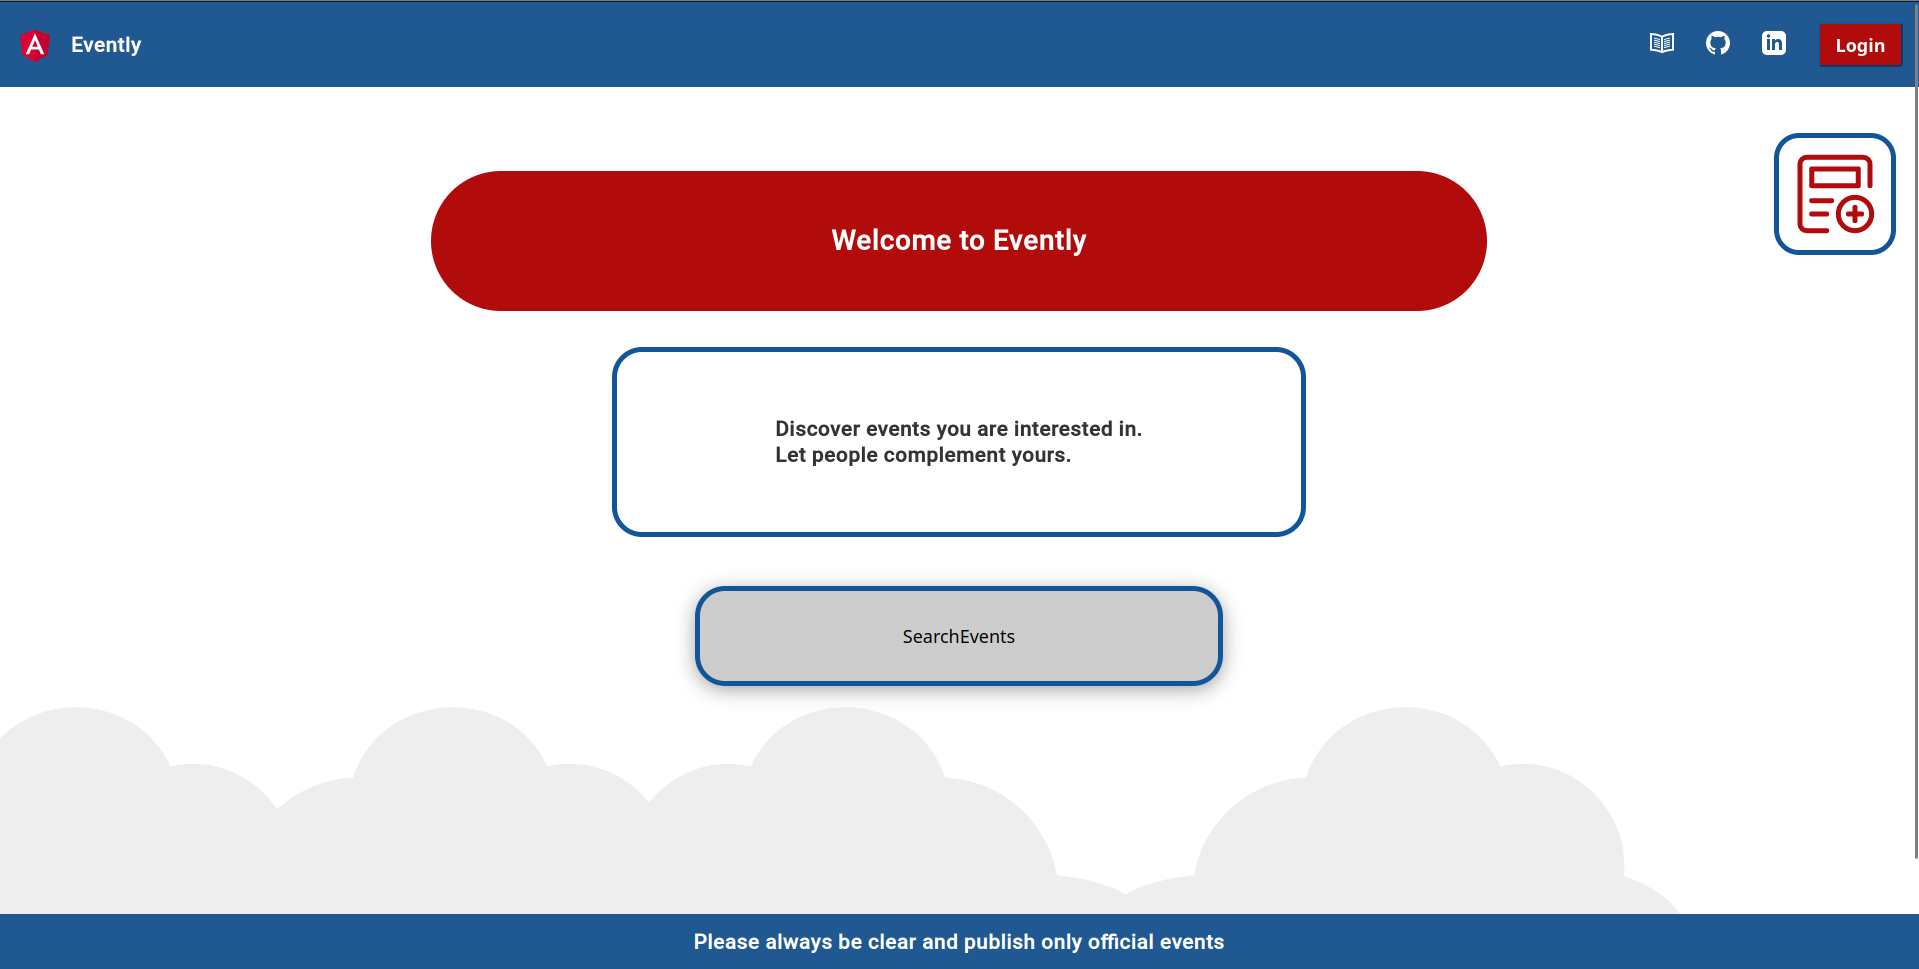 Evently
Login
Welcome to Evently
Discover events you are interested in.
Let people complement yours.
SearchEvents
Please always be clear and publish only official events